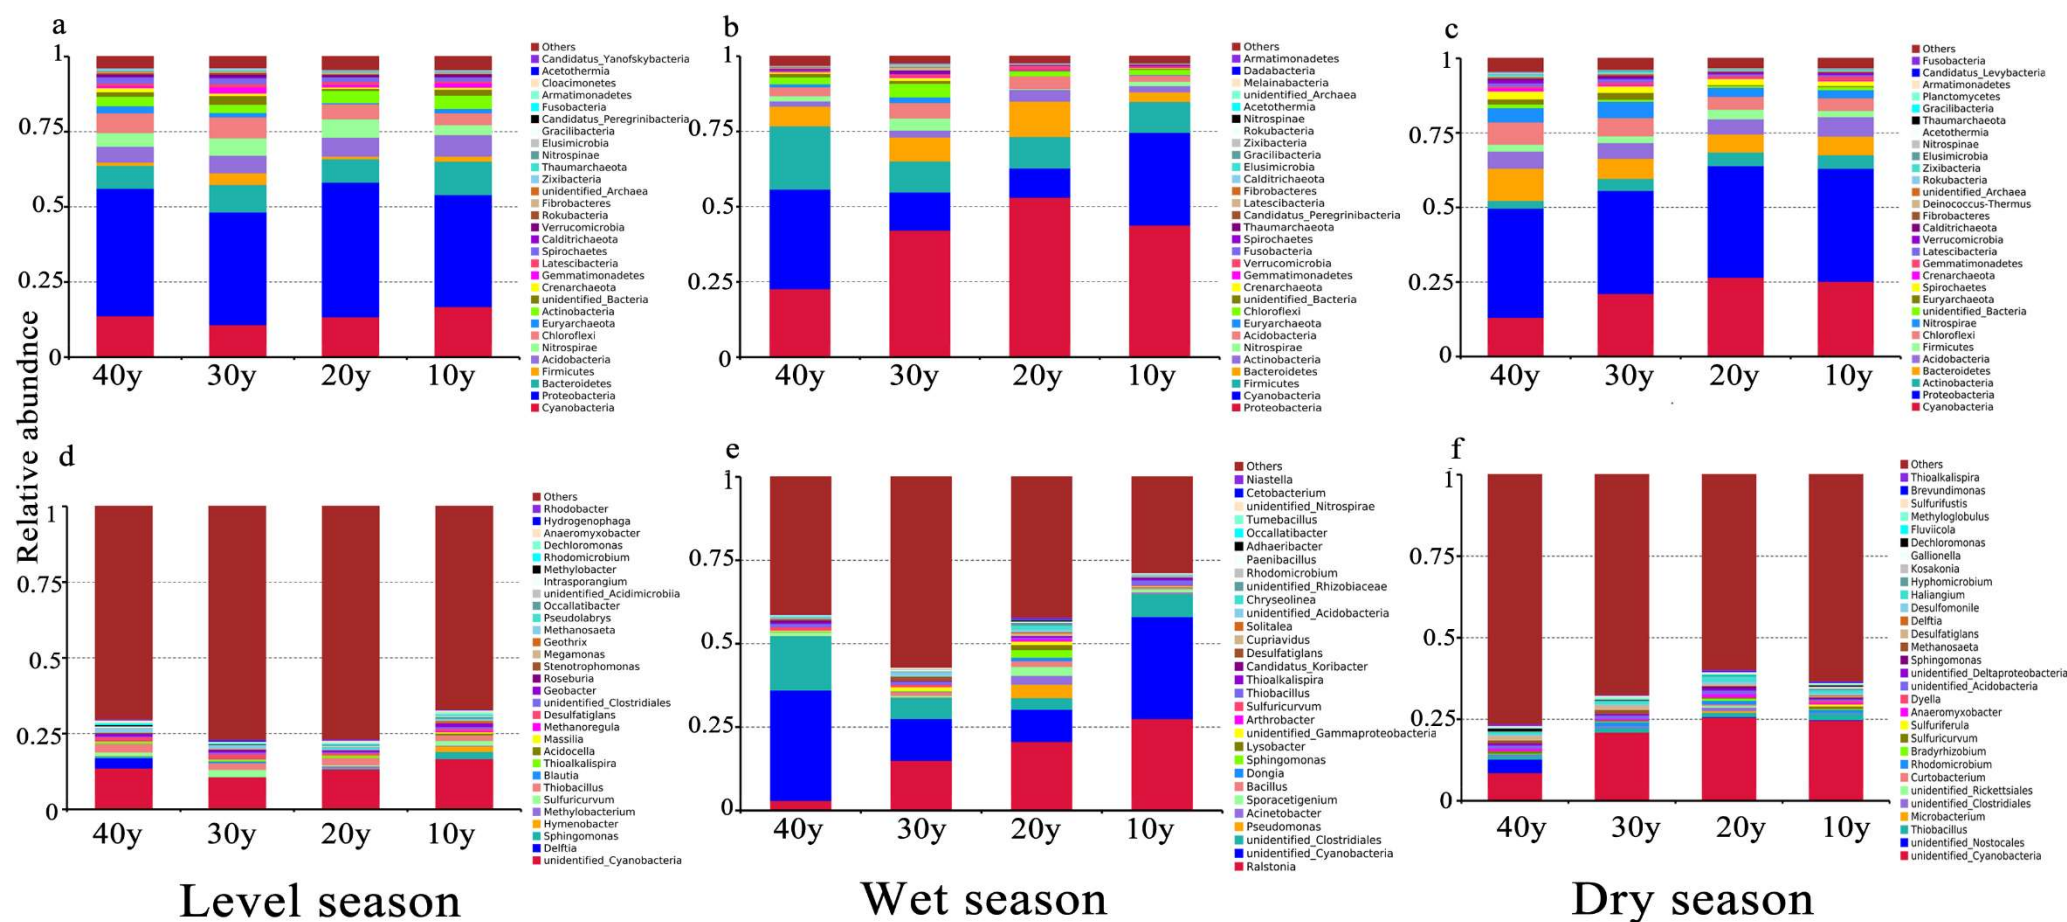 Relative abundnce
a
1
0.75
0.5
0.25
0
40y 30y 20y 10y
Others
Candidatus_Yanofskybacteria
Acetothermia
Cloacimonetes
Armatimonadetes
Fusobacteria
Candidatus_Peregrinibacteria
Gracilibacteria
Elusimicrobia
Nitrospinae
Thaumarchaeota
Zixibacteria
unidentified_Archaea
Fibrobacteres
Rokubacteria
Verrucomicrobia
Calditrichaeota
Spirochaetes
Latescibacteria
Gemmatimonadetes
Crenarchaeota
unidentified_Bacteria
Actinobacteria
Euryarchaeota
Chloroflexi
Nitrospirae
Acidobacteria
Firmicutes
Bacteroidetes
Proteobacteria
Cyanobacteria
b
1
0.75
0.5
0.25
0
40y 30y 20y 10y
Others
Armatimonadetes
Dadabacteria
Melainabacteria
unidentified_Archaea
Acetothermia
Nitrospinae
Rokubacteria
Zixibacteria
Gracilibacteria
Elusimicrobia
Calditrichaeota
Fibrobacteres
Latescibacteria
Candidatus_Peregrinibacteria
Thaumarchaeota
Spirochaetes
Fusobacteria
Verrucomicrobia
Gemmatimonadetes
Crenarchaeota
unidentified_Bacteria
Chloroflexi
Euryarchaeota
Acidobacteria
Nitrospirae
Actinobacteria
Bacteroidetes
Firmicutes
Cyanobacteria
Proteobacteria
c
1
0.75
0.5
0.25
0
40y 30y 20y 10y
Others
Fusobacteria
Candidatus_Levybacteria
Armatimonadetes
Planctomycetes
Gracilibacteria
Thaumarchaeota
Acetothermia
Nitrospinae
Elusimicrobia
Zixibacteria
Rokubacteria
unidentified_Archaea
Deinococcus-Thermus
Fibrobacteres
Calditrichaeota
Verrucomicrobia
Latescibacteria
Gemmatimonadetes
Crenarchaeota
Spirochaetes
Euryarchaeota
unidentified_Bacteria
Nitrospirae
Chloroflexi
Firmicutes
Acidobacteria
Bacteroidetes
Actinobacteria
Proteobacteria
Cyanobacteria
d
1
0.75
0.5
0.25
0
40y 30y 20y 10y
Others
Rhodobacter
Hydrogenophaga
Anaeromyxobacter
Dechloromonas
Rhodomicrobium
Methylobacter
Intrasporangium
unidentified_Acidimicrobiia
Occallatibacter
Pseudolabrys
Methanosaeta
Geothrix
Megamonas
Stenotrophomonas
Roseburia
Geobacter
unidentified_Clostridiales
Desulfatiglans
Methanoregula
Massilia
Acidocella
Thioalkalispira
Blautia
Thiobacillus
Sulfuricurvum
Methylobacterium
Hymenobacter
Sphingomonas
Delftia
unidentified_Cyanobacteria
Level season
e
1
0.75
0.5
0.25
0
40y 30y 20y 10y
Others
Niastella
Cetobacterium
unidentified_Nitrospirae
Tumebacillus
Occallatibacter
Adhaeribacter
Paenibacillus
Rhodomicrobium
unidentified_Rhizobiaceae
Chryseolinea
unidentified_Acidobacteria
Solitalea
Cupriavidus
Desulfatiglans
Candidatus_Koribacter
Thioalkalispira
Thiobacillus
Sulfuricurvum
Arthrobacter
unidentified_Gammaproteobacteria
Lysobacter
Sphingomonas
Dongia
Bacillus
Sporacetigenium
Acinetobacter
Pseudomonas
unidentified_Clostridiales
unidentified_Cyanobacteria
Ralstonia
Wet season
f
1
0.75
0.5
0.25
0
40y 30y 20y 10y
Others
Thioalkalispira
Brevundimonas
Sulfurifustis
Methyloglobulus
Fluviicola
Dechloromonas
Gallionella
Kosakonia
Hyphomicrobium
Haliangium
Desulfomonile
Delftia
Desulfatiglans
Methanosaeta
Sphingomonas
unidentified_Deltaproteobacteria
unidentified_Acidobacteria
Dyella
Anaeromyxobacter
Sulfuriferula
Sulfuricurvum
Bradyrhizobium
Rhodomicrobium
Curtobacterium
unidentified_Rickettsiales
unidentified_Clostridiales
Microbacterium
Thiobacillus
unidentified_Nostocales
unidentified_Cyanobacteria
Dry season